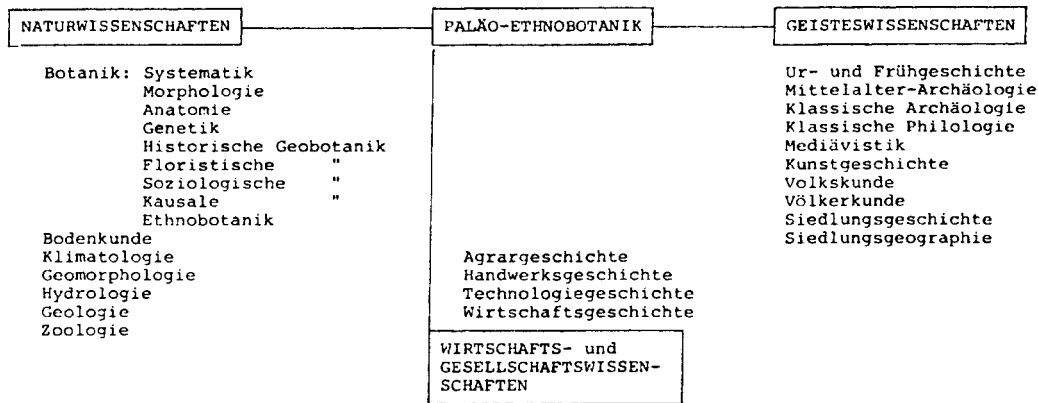 NATURWISSENSCHAFTEN
PALÄO-ETHNOBOTANIK
GEISTESWISSENSCHAFTEN
Botanik: Systematik
Morphologie
Anatomie
Genetik
Historische Geobotanik
Floristische "
Soziologische "
Kausale "
Ethnobotanik
Bodenkunde
Klimatologie
Geomorphologie
Hydrologie
Geologie
Zoologie
Agrargeschichte
Handwerksgeschichte
Technologiegeschichte
Wirtschaftsgeschichte
WIRTSCHAFTS- und
GESELLSCHAFTSWISSEN-
SCHAFTEN
Ur- und Frühgeschichte
Mittelalter-Archäologie
Klassische Archäologie
Klassische Philologie
Mediävistik
Kunstgeschichte
Volkskunde
Völkerkunde
Siedlungsgeschichte
Siedlungsgeographie